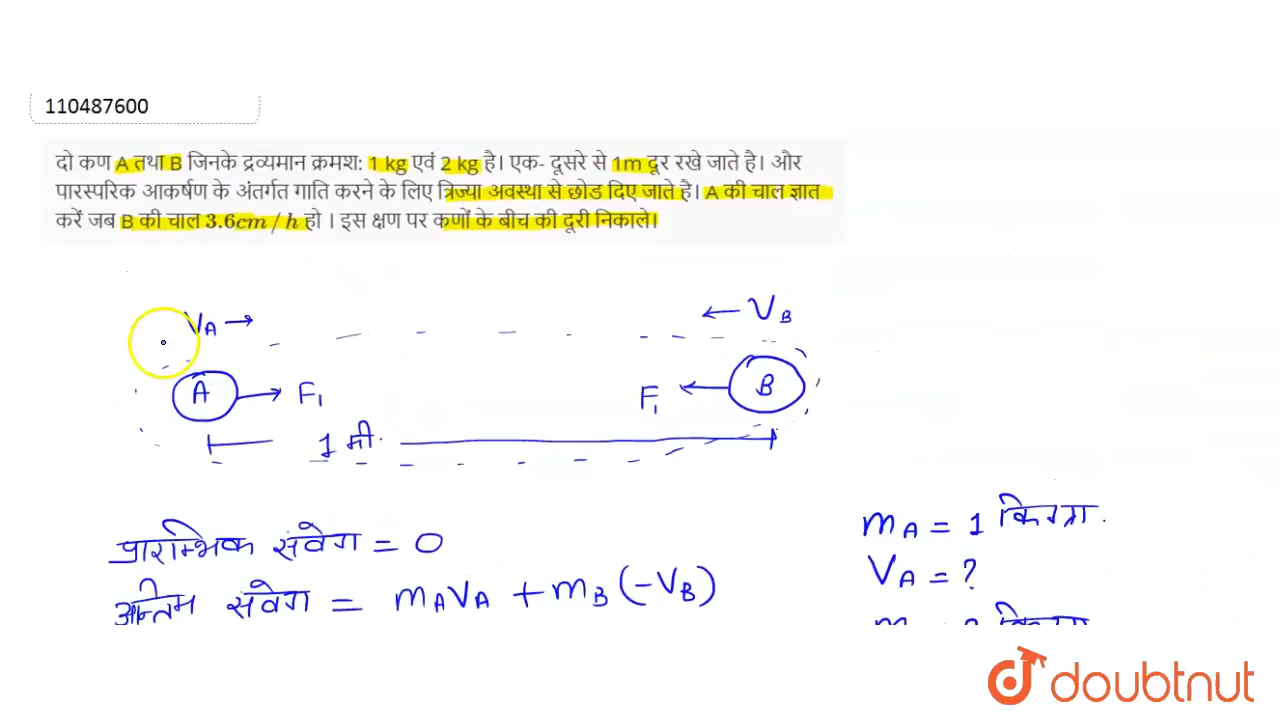 110487600
दो कण A तथा B जिनके द्रव्यमान क्रमश: 1 kg एवं 2 kg है। एक- दूसरे से 1m दूर रखे जाते है। और
पारस्परिक आकर्षण के अंतर्गत गाति करने के लिए त्रिज्या अवस्था से छोड दिए जाते है। A की चाल ज्ञात
करें जब B की चाल 3.6cm/h हो । इस क्षण पर कणों के बीच की दूरी निकाले।
VA → ← VB
A → F1 F1 ← B
1 मी.
प्रारम्भिक संवेग = 0
अन्तिम संवेग = mAVA + mB (-VB)
mA = 1 किग्रा.
VA = ?
doubtnut